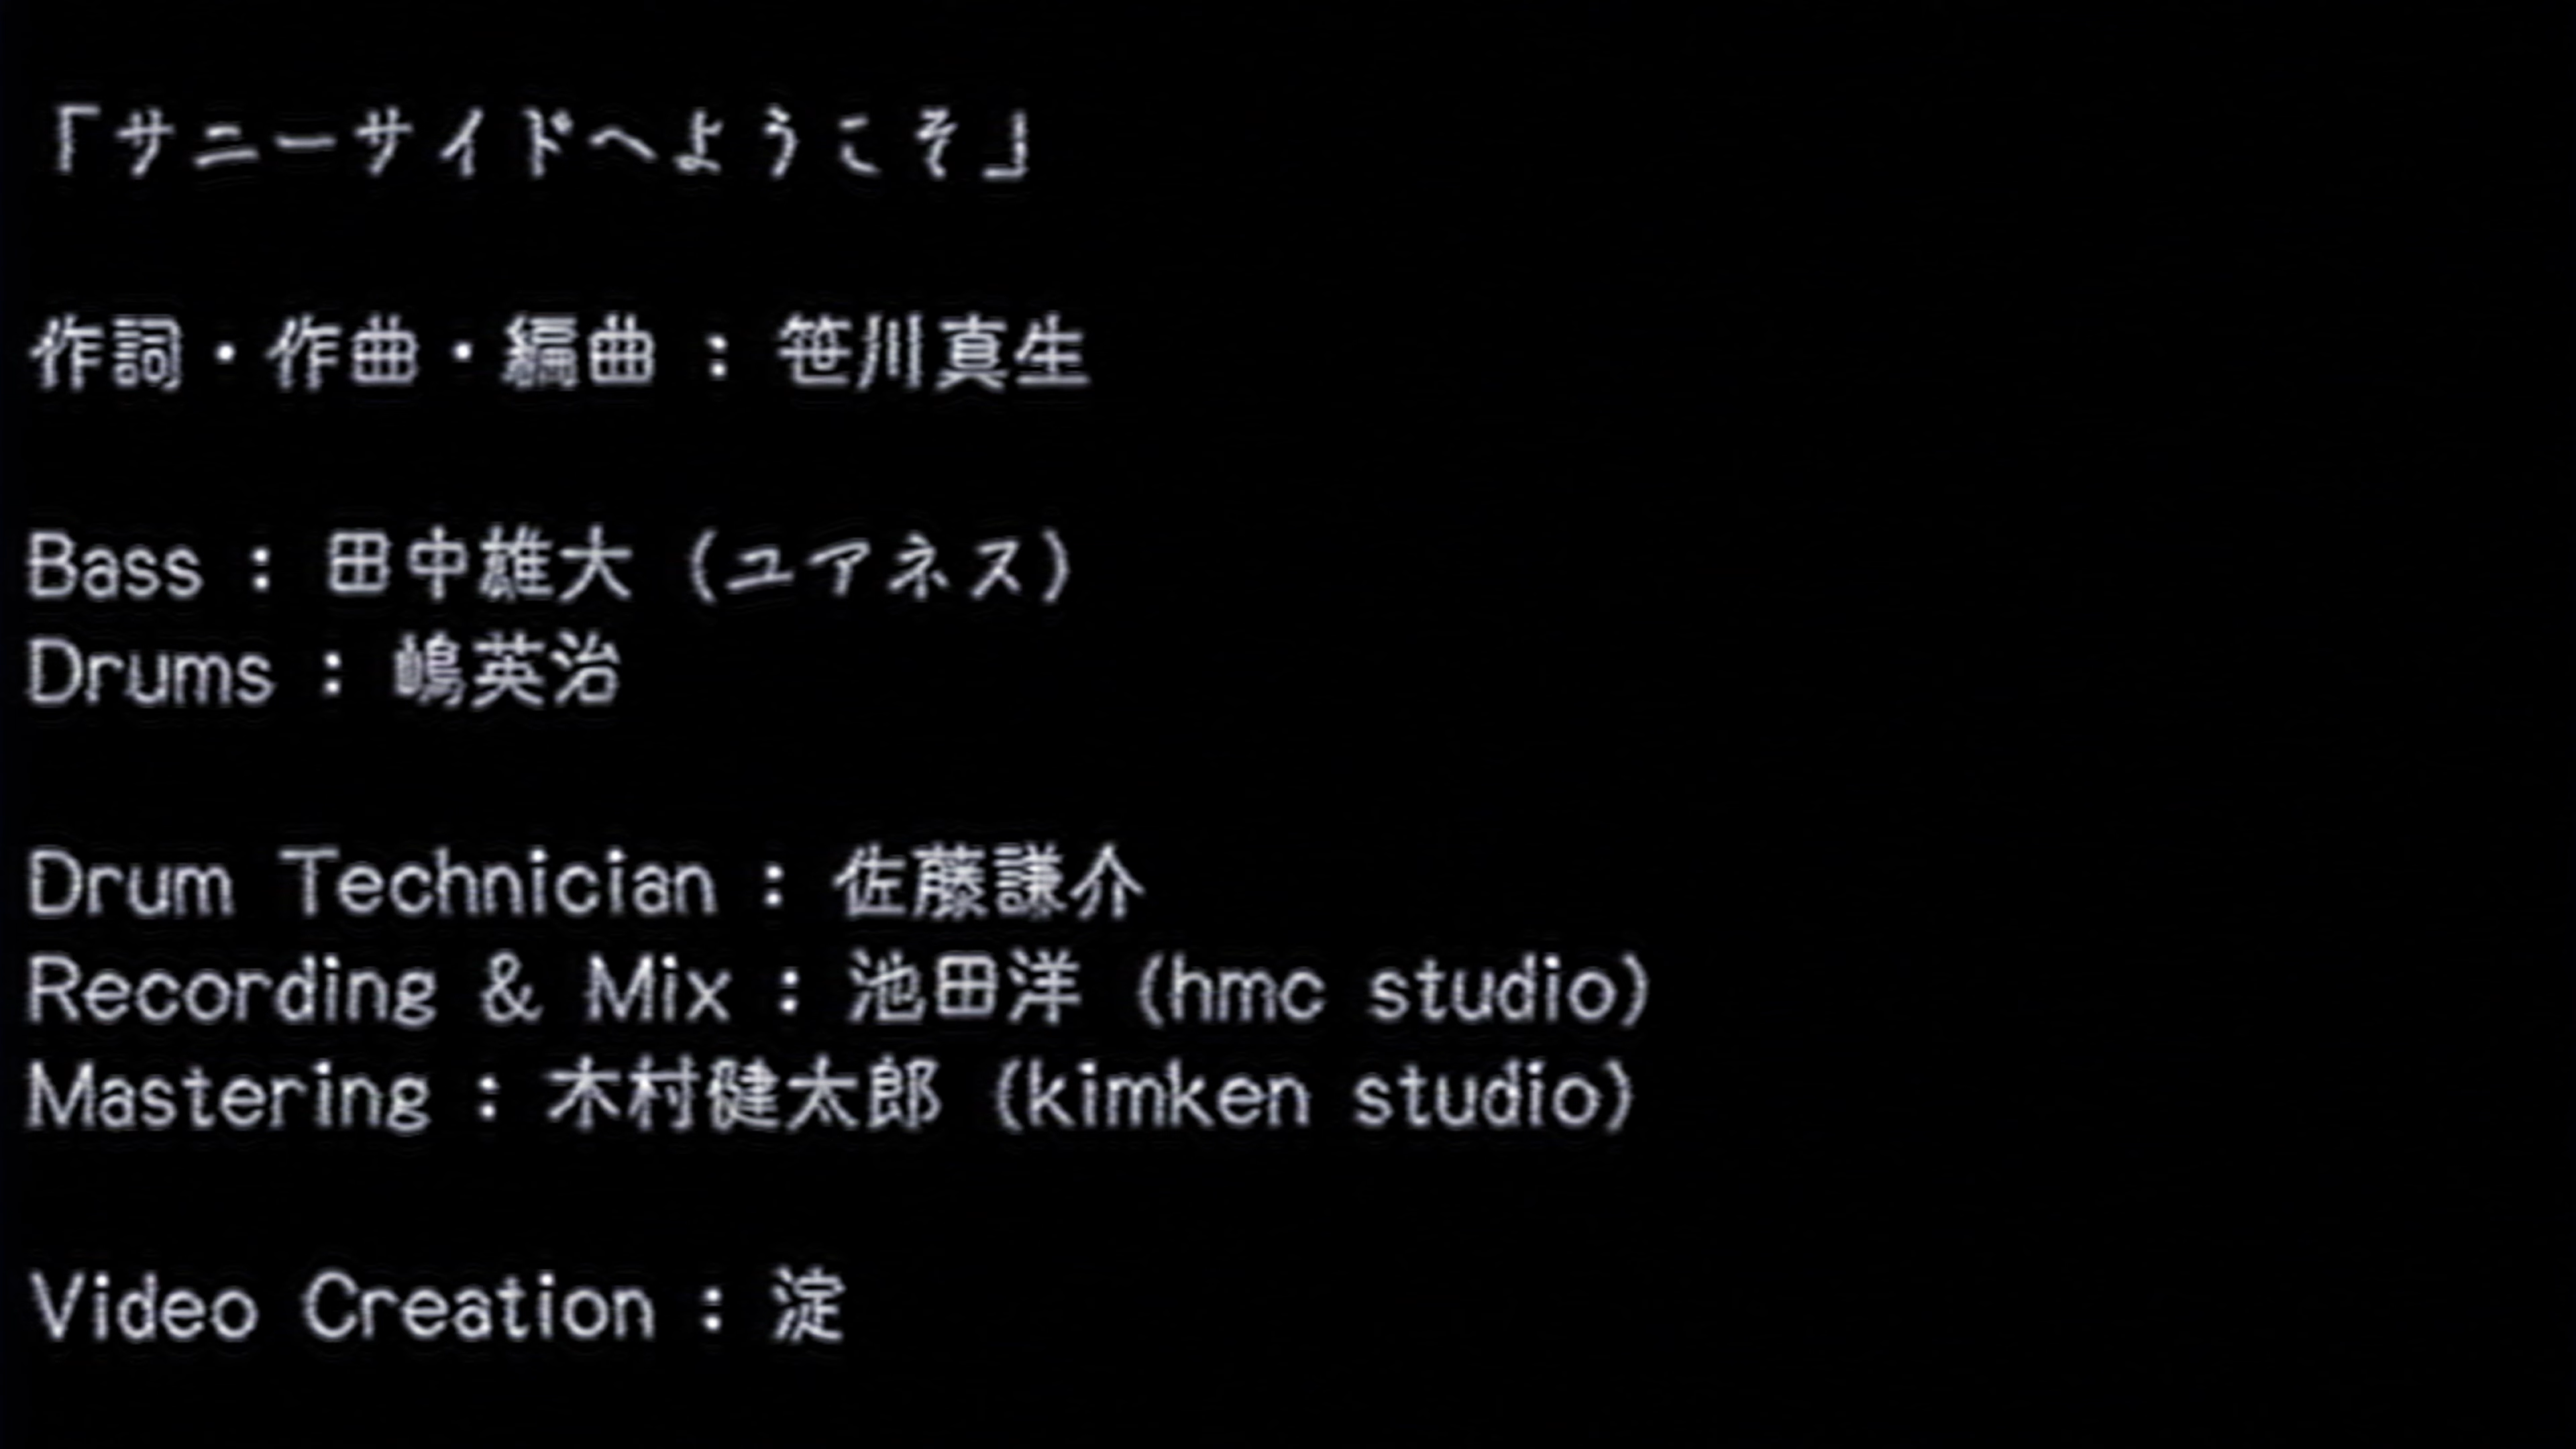 「サニーサイドへようこそ」
作詞・作曲・編曲 : 笹川真生
Bass : 田中雄大 (ユアネス)
Drums : 嶋英治
Drum Technician : 佐藤謙介
Recording & Mix : 池田洋 (hmc studio)
Mastering : 木村健太郎 (kimken studio)
Video Creation : 淀